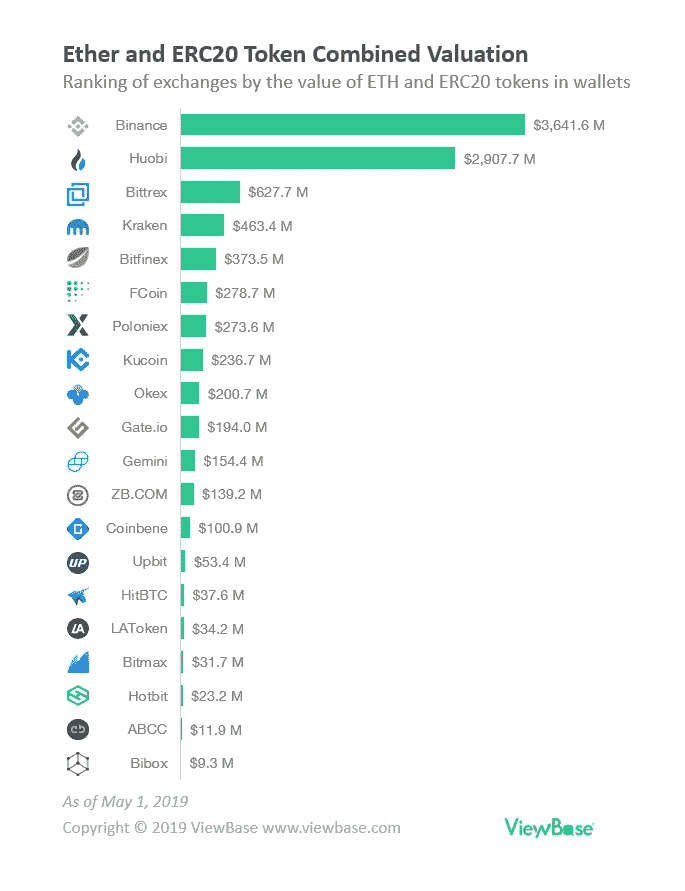 Ether and ERC20 Token Combined Valuation
Ranking of exchanges by the value of ETH and ERC20 tokens in wallets
Binance $3,641.6 M
Huobi $2,907.7 M
Bittrex $627.7 M
Kraken $463.4 M
Bitfinex $373.5 M
FCoin $278.7 M
Poloniex $273.6 M
Kucoin $236.7 M
Okex $200.7 M
Gate.io $194.0 M
Gemini $154.4 M
ZB.COM $139.2 M
Coinbene $100.9 M
UP Upbit $53.4 M
HitBTC $37.6 M
LA LAToken $34.2 M
Bitmax $31.7 M
Hotbit $23.2 M
ABCC $11.9 M
Bibox $9.3 M
As of May 1, 2019
Copyright © 2019 ViewBase www.viewbase.com
ViewBase